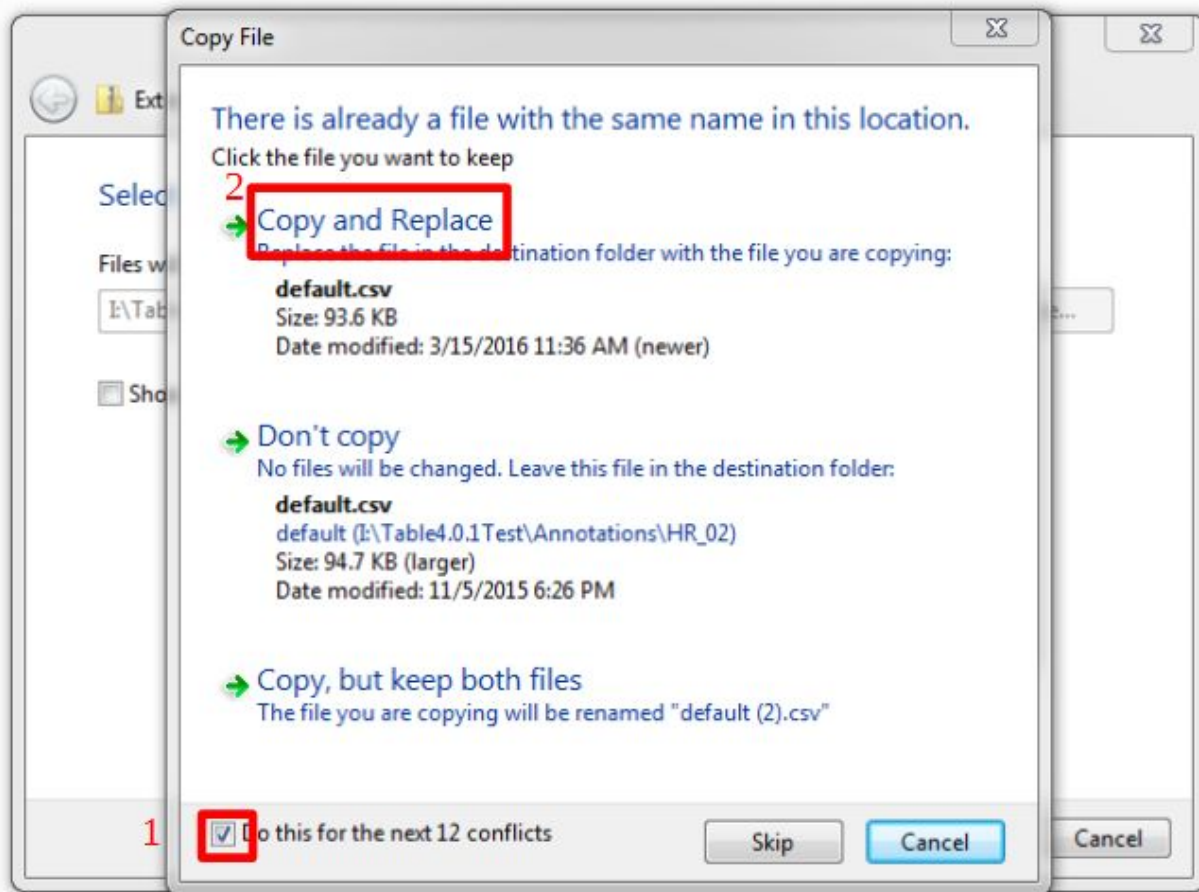 Copy File
Ext
There is already a file with the same name in this location.
Click the file you want to keep
Selec
2
Copy and Replace
Replace the file in the destination folder with the file you are copying:
Files w
default.csv
I:\Tab
Size: 93.6 KB
e...
Date modified: 3/15/2016 11:36 AM (newer)
Sho
Don't copy
No files will be changed. Leave this file in the destination folder:
default.csv
default (I:\Table4.0.1Test\Annotations\HR_02)
Size: 94.7 KB (larger)
Date modified: 11/5/2015 6:26 PM
Copy, but keep both files
The file you are copying will be renamed "default (2).csv"
1
Do this for the next 12 conflicts
Skip
Cancel
Cancel